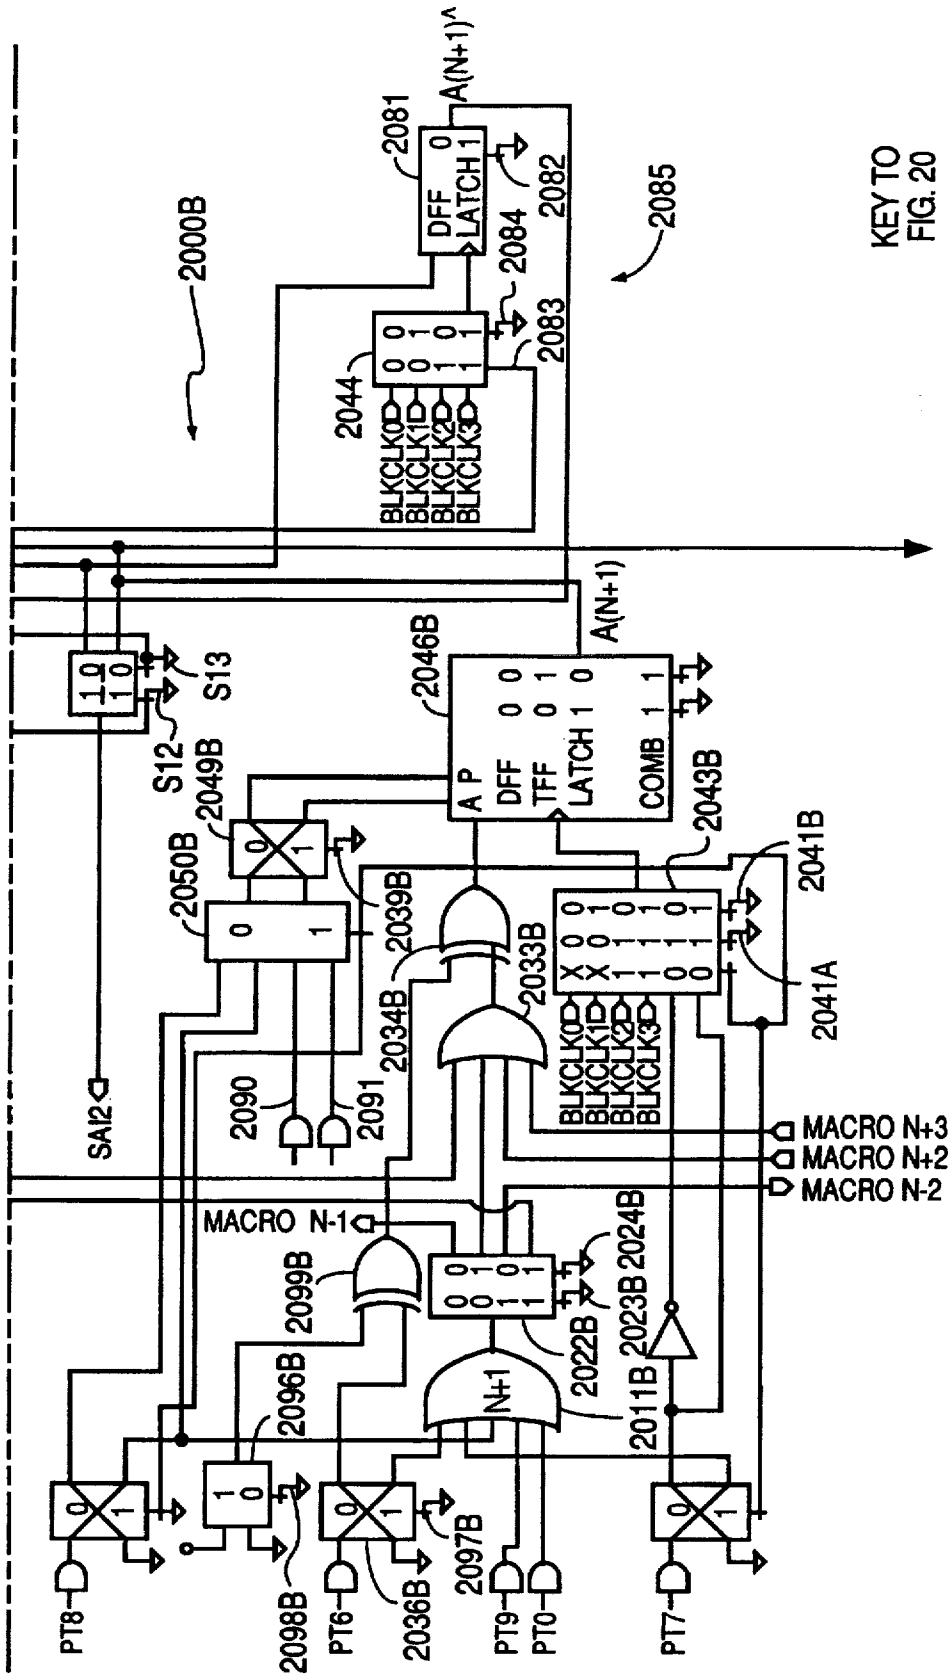 2000B
A(N+1)^
2081
DFF 0
LATCH 1
2082
2084
2083
2044
0 0
0 1
1 0
1 1
BLKCLK0
BLKCLK1
BLKCLK2
BLKCLK3
2085
KEY TO
FIG. 20
1 0
1 0
S13
S12
SAI2
2046B
A(N+1)
A P
DFF 0 0
TFF 0 1
LATCH 1 0
COMB 1 1
2049B
0
1
2050B
0
1
2039B
2034B
2033B
2043B
X 0 0
X 0 1
1 1 0
1 1 1
0 1 0
0 1 1
2041B
2041A
BLKCLK0
BLKCLK1
BLKCLK2
BLKCLK3
2090
2091
MACRO N+3
MACRO N+2
MACRO N-2
MACRO N-1
2099B
0 0
0 1
1 0
1 1
2024B
2023B
2022B
2011B
N+1
2096B
1
0
2098B
0
1
PT8
0
1
PT6
2036B
2097B
PT9
PT0
0
1
PT7